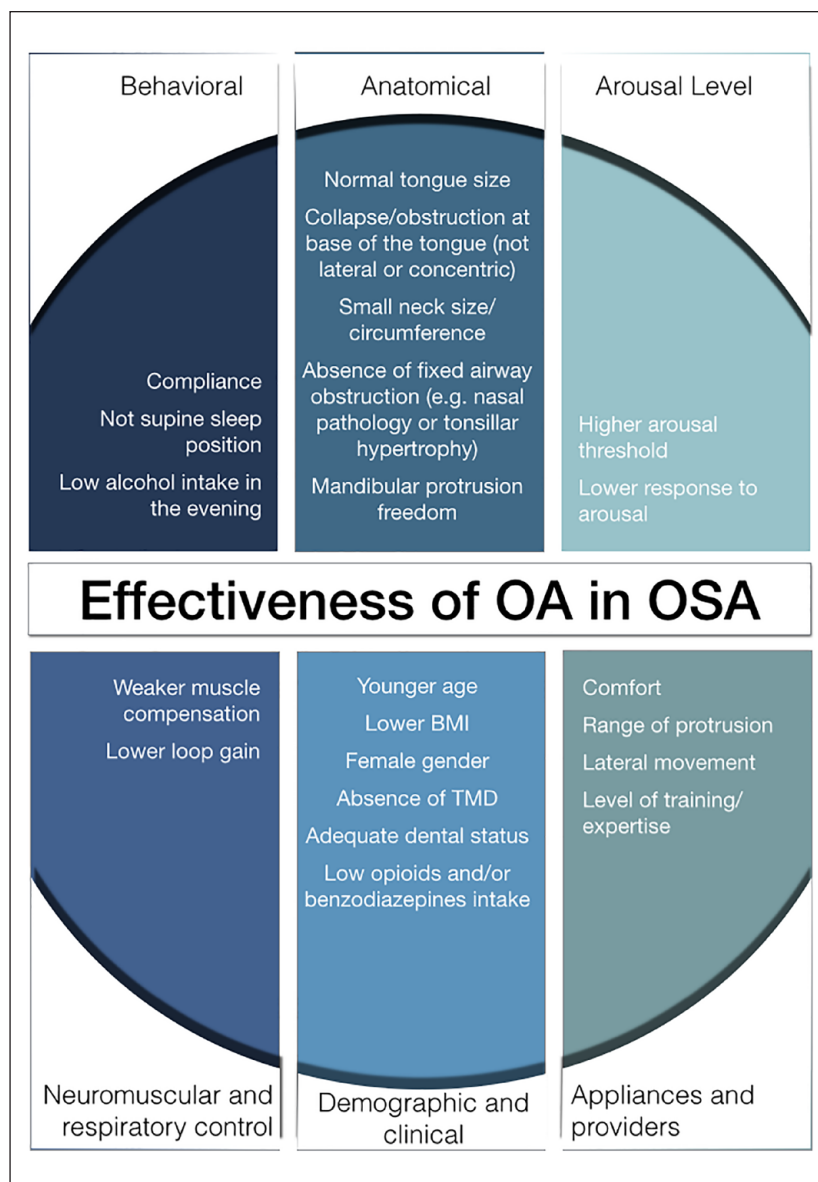 Behavioral
Anatomical
Arousal Level
Compliance
Not supine sleep
position
Low alcohol intake in
the evening
Normal tongue size
Collapse/obstruction at
base of the tongue (not
lateral or concentric)
Small neck size/
circumference
Absence of fixed airway
obstruction (e.g. nasal
pathology or tonsillar
hypertrophy)
Mandibular protrusion
freedom
Higher arousal
threshold
Lower response to
arousal
Effectiveness of OA in OSA
Weaker muscle
compensation
Lower loop gain
Younger age
Lower BMI
Female gender
Absence of TMD
Adequate dental status
Low opioids and/or
benzodiazepines intake
Comfort
Range of protrusion
Lateral movement
Level of training/
expertise
Neuromuscular and
respiratory control
Demographic and
clinical
Appliances and
providers